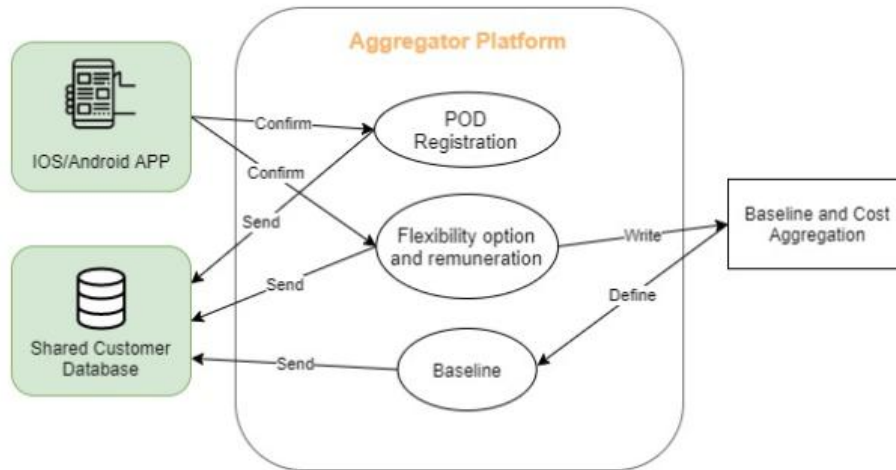 Aggregator Platform
IOS/Android APP
Confirm
POD
Registration
Confirm
Send
Flexibility option
and remuneration
Write
Baseline and Cost
Aggregation
Send
Define
Shared Customer
Database
Send
Baseline